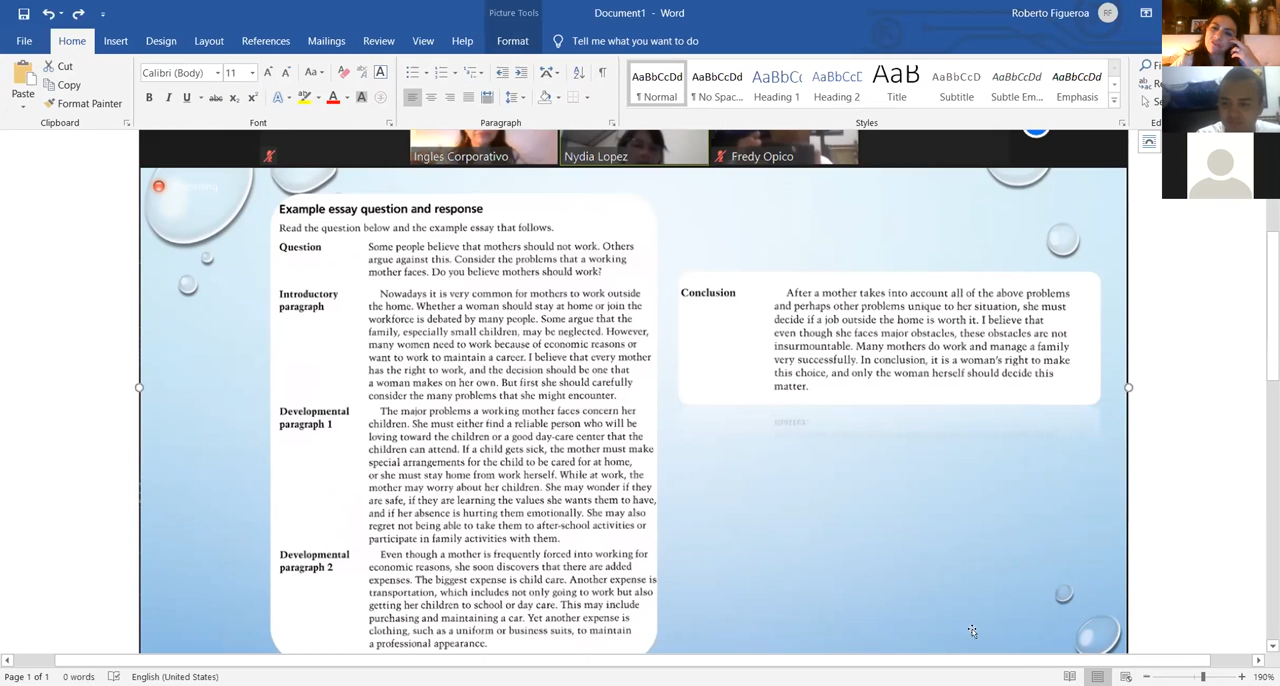 Picture Tools
Document1 - Word
Roberto Figueroa
RF
File
Home
Insert
Design
Layout
References
Mailings
Review
View
Help
Format
Tell me what you want to do
Paste
Cut
Copy
Format Painter
Calibri (Body)
11
AaBbCcDd
¶ Normal
AaBbCcDd
¶ No Spac...
AaBbCc
Heading 1
AaBbCcD
Heading 2
AaB
Title
AaBbCcD
Subtitle
AaBbCcDd
Subtle Em...
AaBbCcDd
Emphasis
Clipboard
Font
Paragraph
Styles
Ingles Corporativo
Nydia Lopez
Fredy Opico
Example essay question and response
Read the question below and the example essay that follows.
Question
Some people believe that mothers should not work. Others
argue against this. Consider the problems that a working
mother faces. Do you believe mothers should work?
Introductory
paragraph
Nowadays it is very common for mothers to work outside
the home. Whether a woman should stay at home or join the
workforce is debated by many people. Some argue that the
family, especially small children, may be neglected. However,
many women need to work because of economic reasons or
want to work to maintain a career. I believe that every mother
has the right to work, and the decision should be one that
a woman makes on her own. But first she should carefully
consider the many problems that she might encounter.
Developmental
paragraph 1
The major problems a working mother faces concern her
children. She must either find a reliable person who will be
loving toward the children or a good day-care center that the
children can attend. If a child gets sick, the mother must make
special arrangements for the child to be cared for at home,
or she must stay home from work herself. While at work, the
mother may worry about her children. She may wonder if they
are safe, if they are learning the values she wants them to have,
and if her absence is hurting them emotionally. She may also
regret not being able to take them to after-school activities or
participate in family activities with them.
Developmental
paragraph 2
Even though a mother is frequently forced into working for
economic reasons, she soon discovers that there are added
expenses. The biggest expense is child care. Another expense is
transportation, which includes not only going to work but also
getting her children to school or day care. This may include
purchasing and maintaining a car. Yet another expense is
clothing, such as a uniform or business suits, to maintain
a professional appearance.
Conclusion
After a mother takes into account all of the above problems
and perhaps other problems unique to her situation, she must
decide if a job outside the home is worth it. I believe that
even though she faces major obstacles, these obstacles are not
insurmountable. Many mothers do work and manage a family
very successfully. In conclusion, it is a woman's right to make
this choice, and only the woman herself should decide this
matter.
Page 1 of 1
0 words
English (United States)
190%